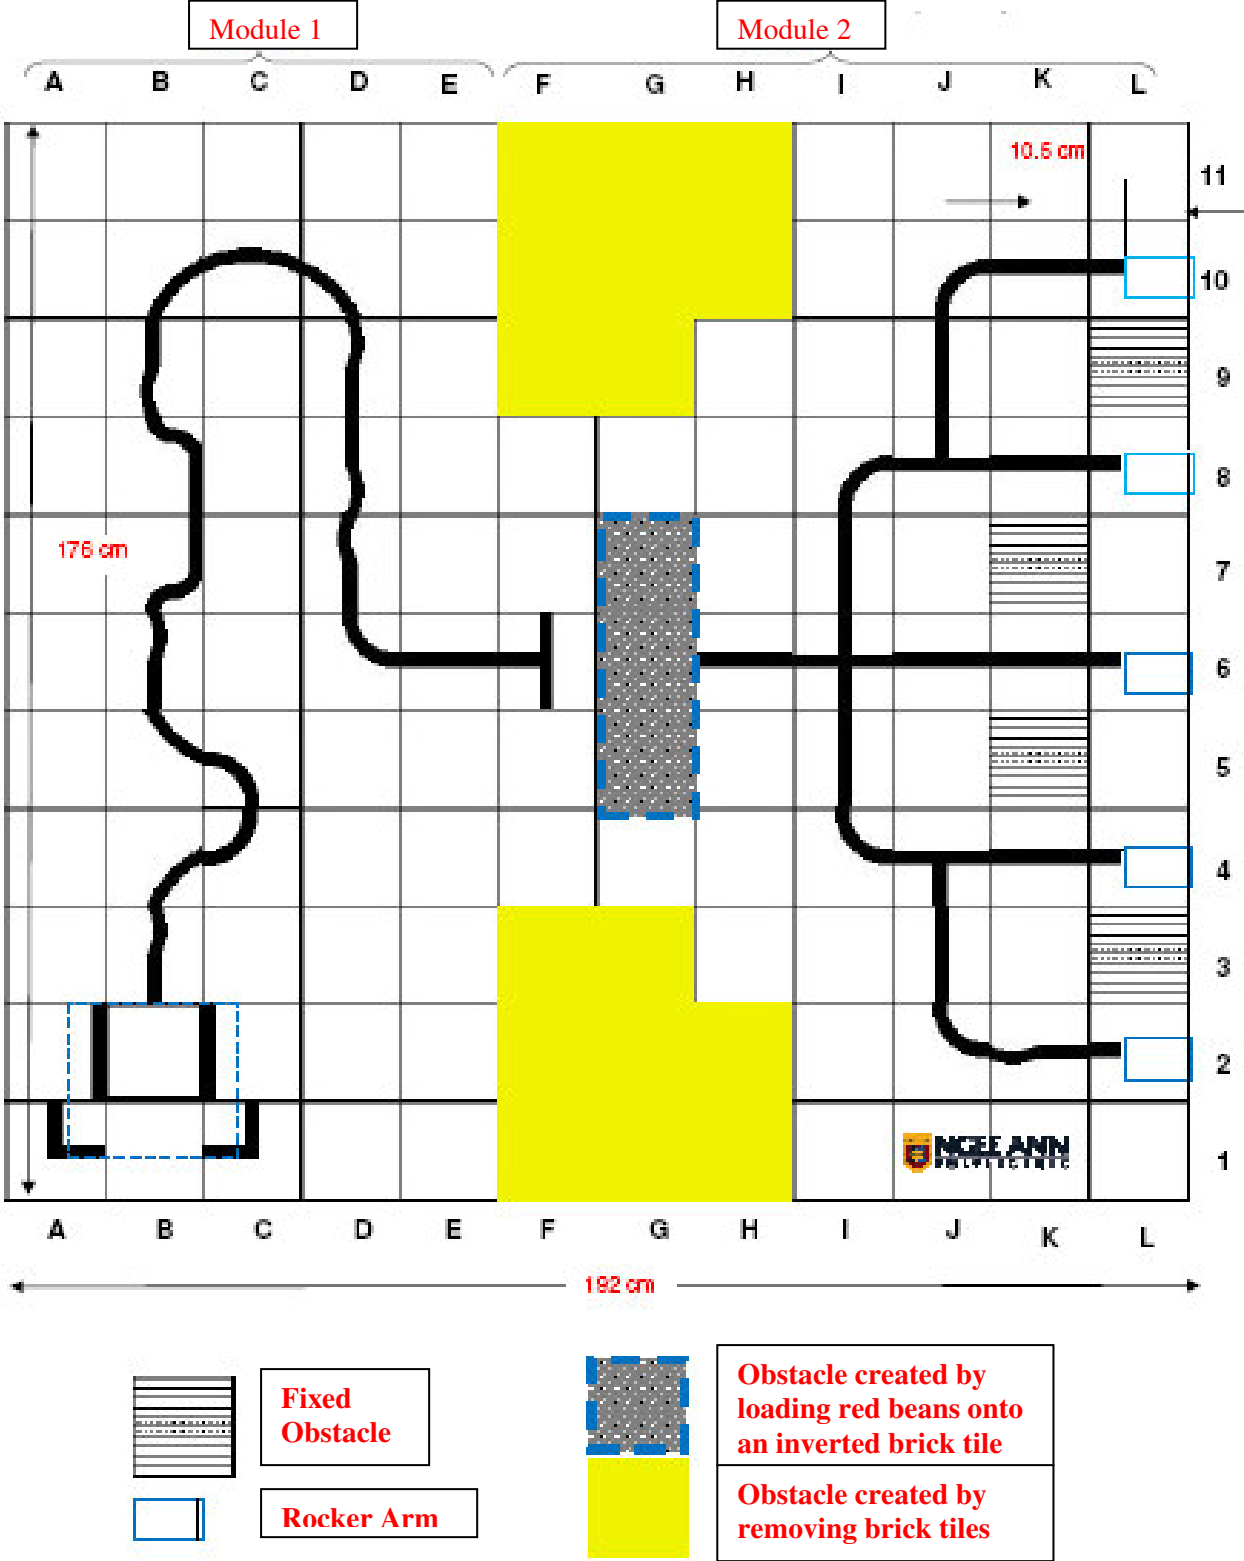 Module 1
Module 2
A B C D E F G H I J K L
10.5 cm
11
10
9
8
176 cm
7
6
5
4
3
2
NGEE ANN
POLYTECHNIC
1
A B C D E F G H I J K L
192 cm
Fixed
Obstacle
Obstacle created by
loading red beans onto
an inverted brick tile
Rocker Arm
Obstacle created by
removing brick tiles